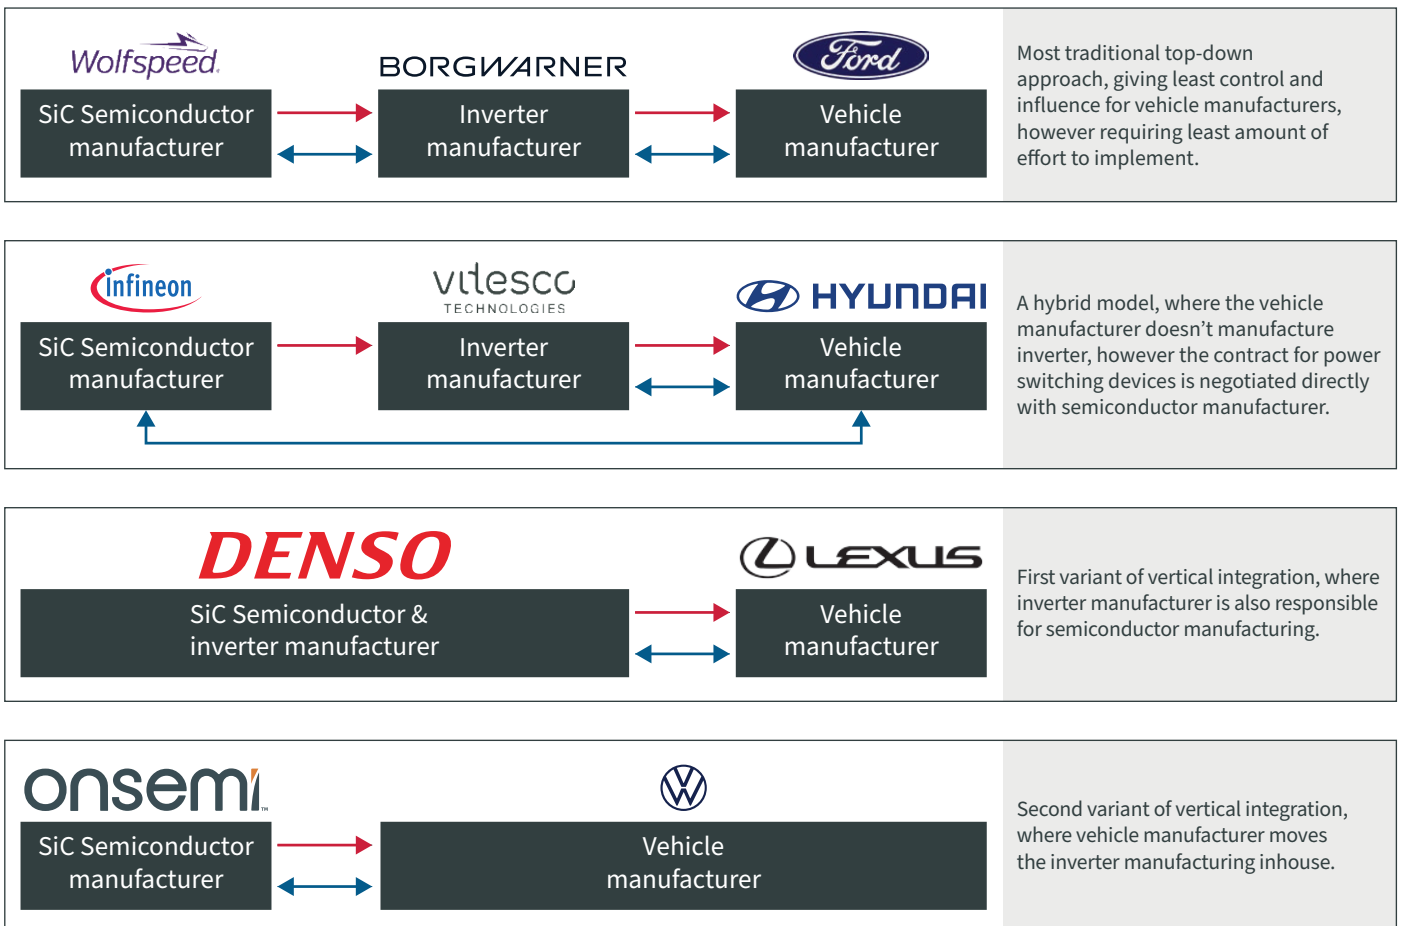 Wolfspeed.
BORGWARNER
Ford
SiC Semiconductor
manufacturer
Inverter
manufacturer
Vehicle
manufacturer
Most traditional top-down
approach, giving least control and
influence for vehicle manufacturers,
however requiring least amount of
effort to implement.
infineon
vitesco
TECHNOLOGIES
HYUNDAI
SiC Semiconductor
manufacturer
Inverter
manufacturer
Vehicle
manufacturer
A hybrid model, where the vehicle
manufacturer doesn't manufacture
inverter, however the contract for power
switching devices is negotiated directly
with semiconductor manufacturer.
DENSO
LEXUS
SiC Semiconductor &
inverter manufacturer
Vehicle
manufacturer
First variant of vertical integration, where
inverter manufacturer is also responsible
for semiconductor manufacturing.
onsemi™
VW
SiC Semiconductor
manufacturer
Vehicle
manufacturer
Second variant of vertical integration,
where vehicle manufacturer moves
the inverter manufacturing inhouse.